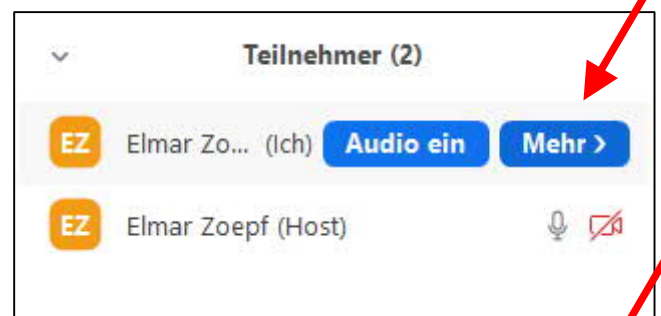 Teilnehmer (2)
EZ Elmar Zo... (Ich) Audio ein Mehr >
EZ Elmar Zoepf (Host)